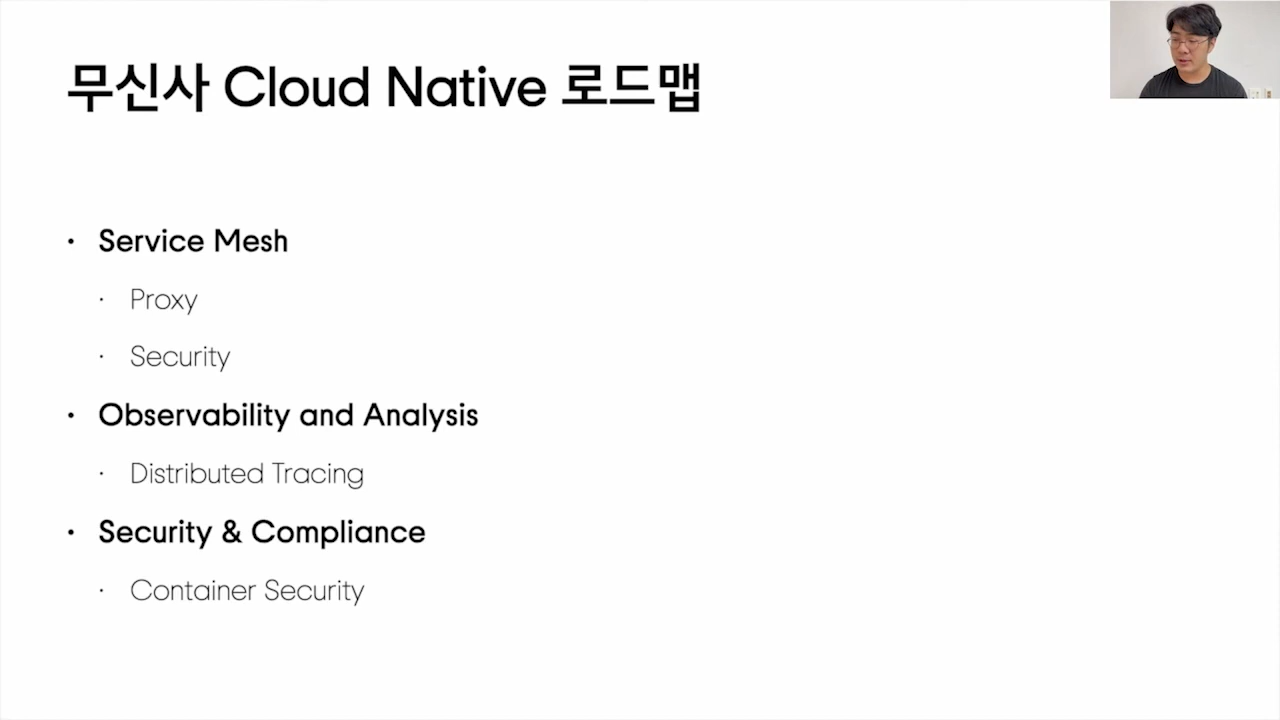 무신사 Cloud Native 로드맵
• Service Mesh
• Proxy
• Security
• Observability and Analysis
• Distributed Tracing
• Security & Compliance
• Container Security